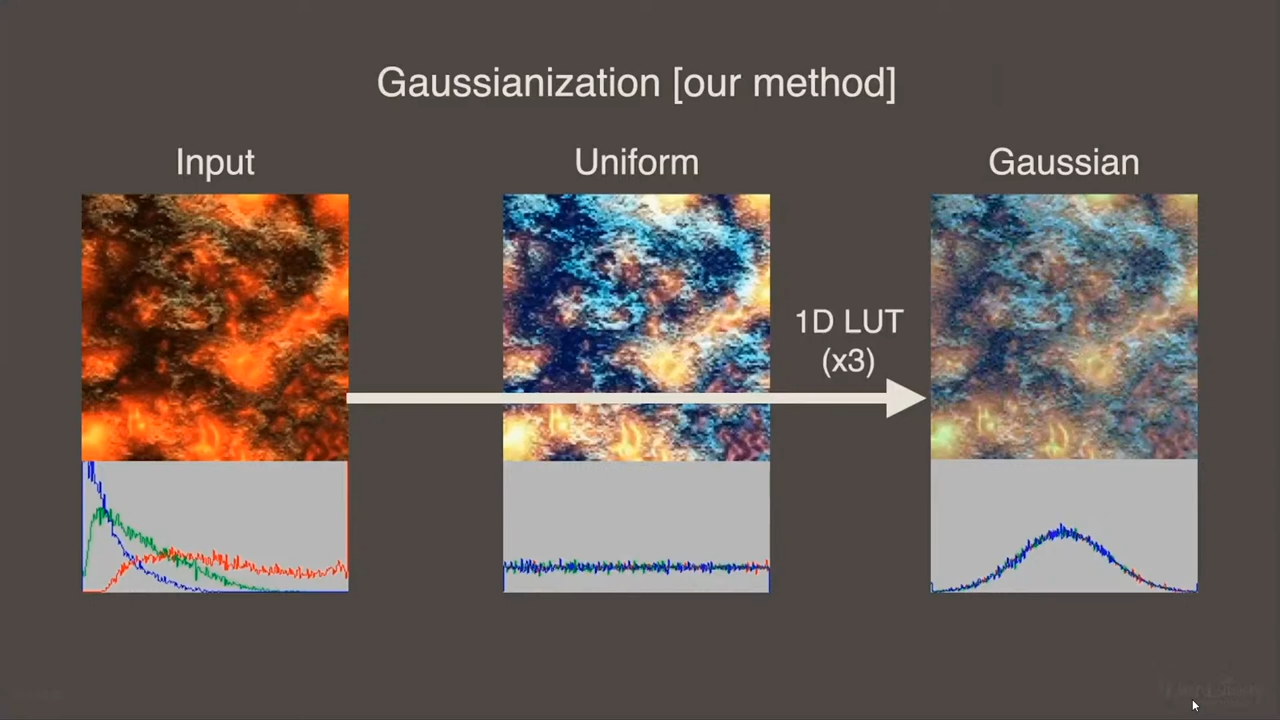 Gaussianization [our method]
Input
Uniform
Gaussian
1D LUT
(x3)